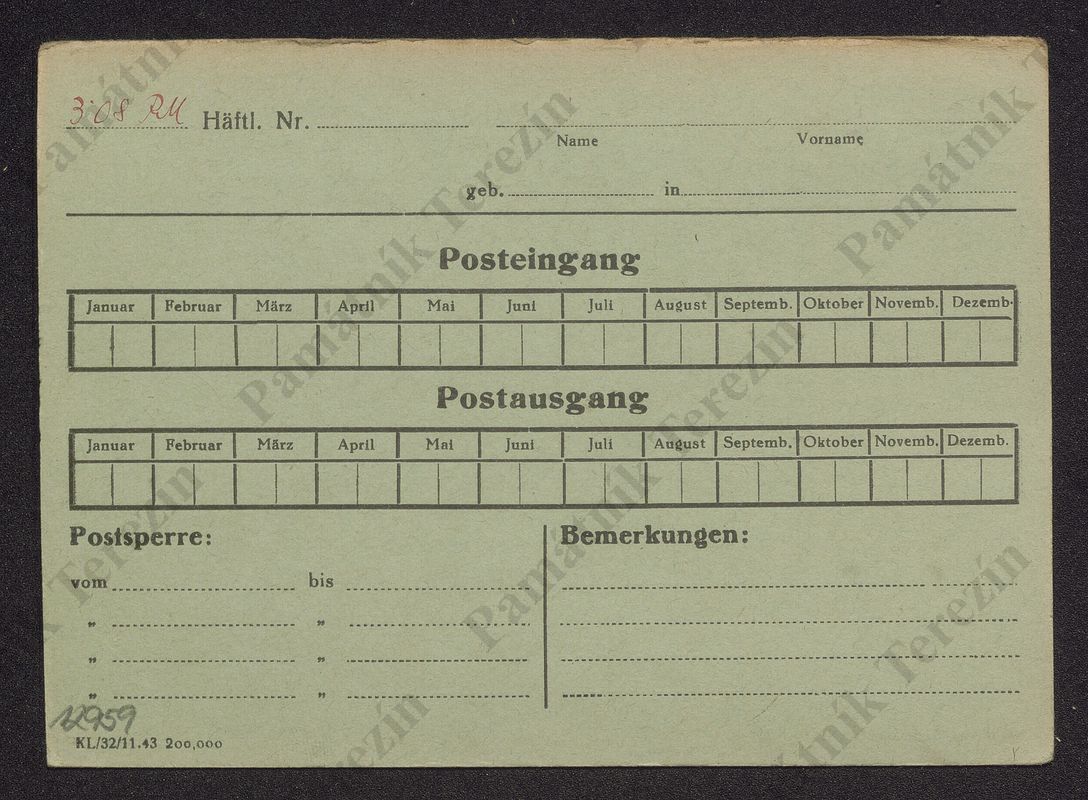 3·08 RM Häftl. Nr.
Name Vorname
geb. in
Posteingang
Januar Februar März April Mai Juni Juli August Septemb. Oktober Novemb. Dezemb.
Postausgang
Januar Februar März April Mai Juni Juli August Septemb. Oktober Novemb. Dezemb.
Postsperre: Bemerkungen:
vom bis
„ „
„ „
„ „
12959
KL/32/11.43 200,000
Památník Terezín